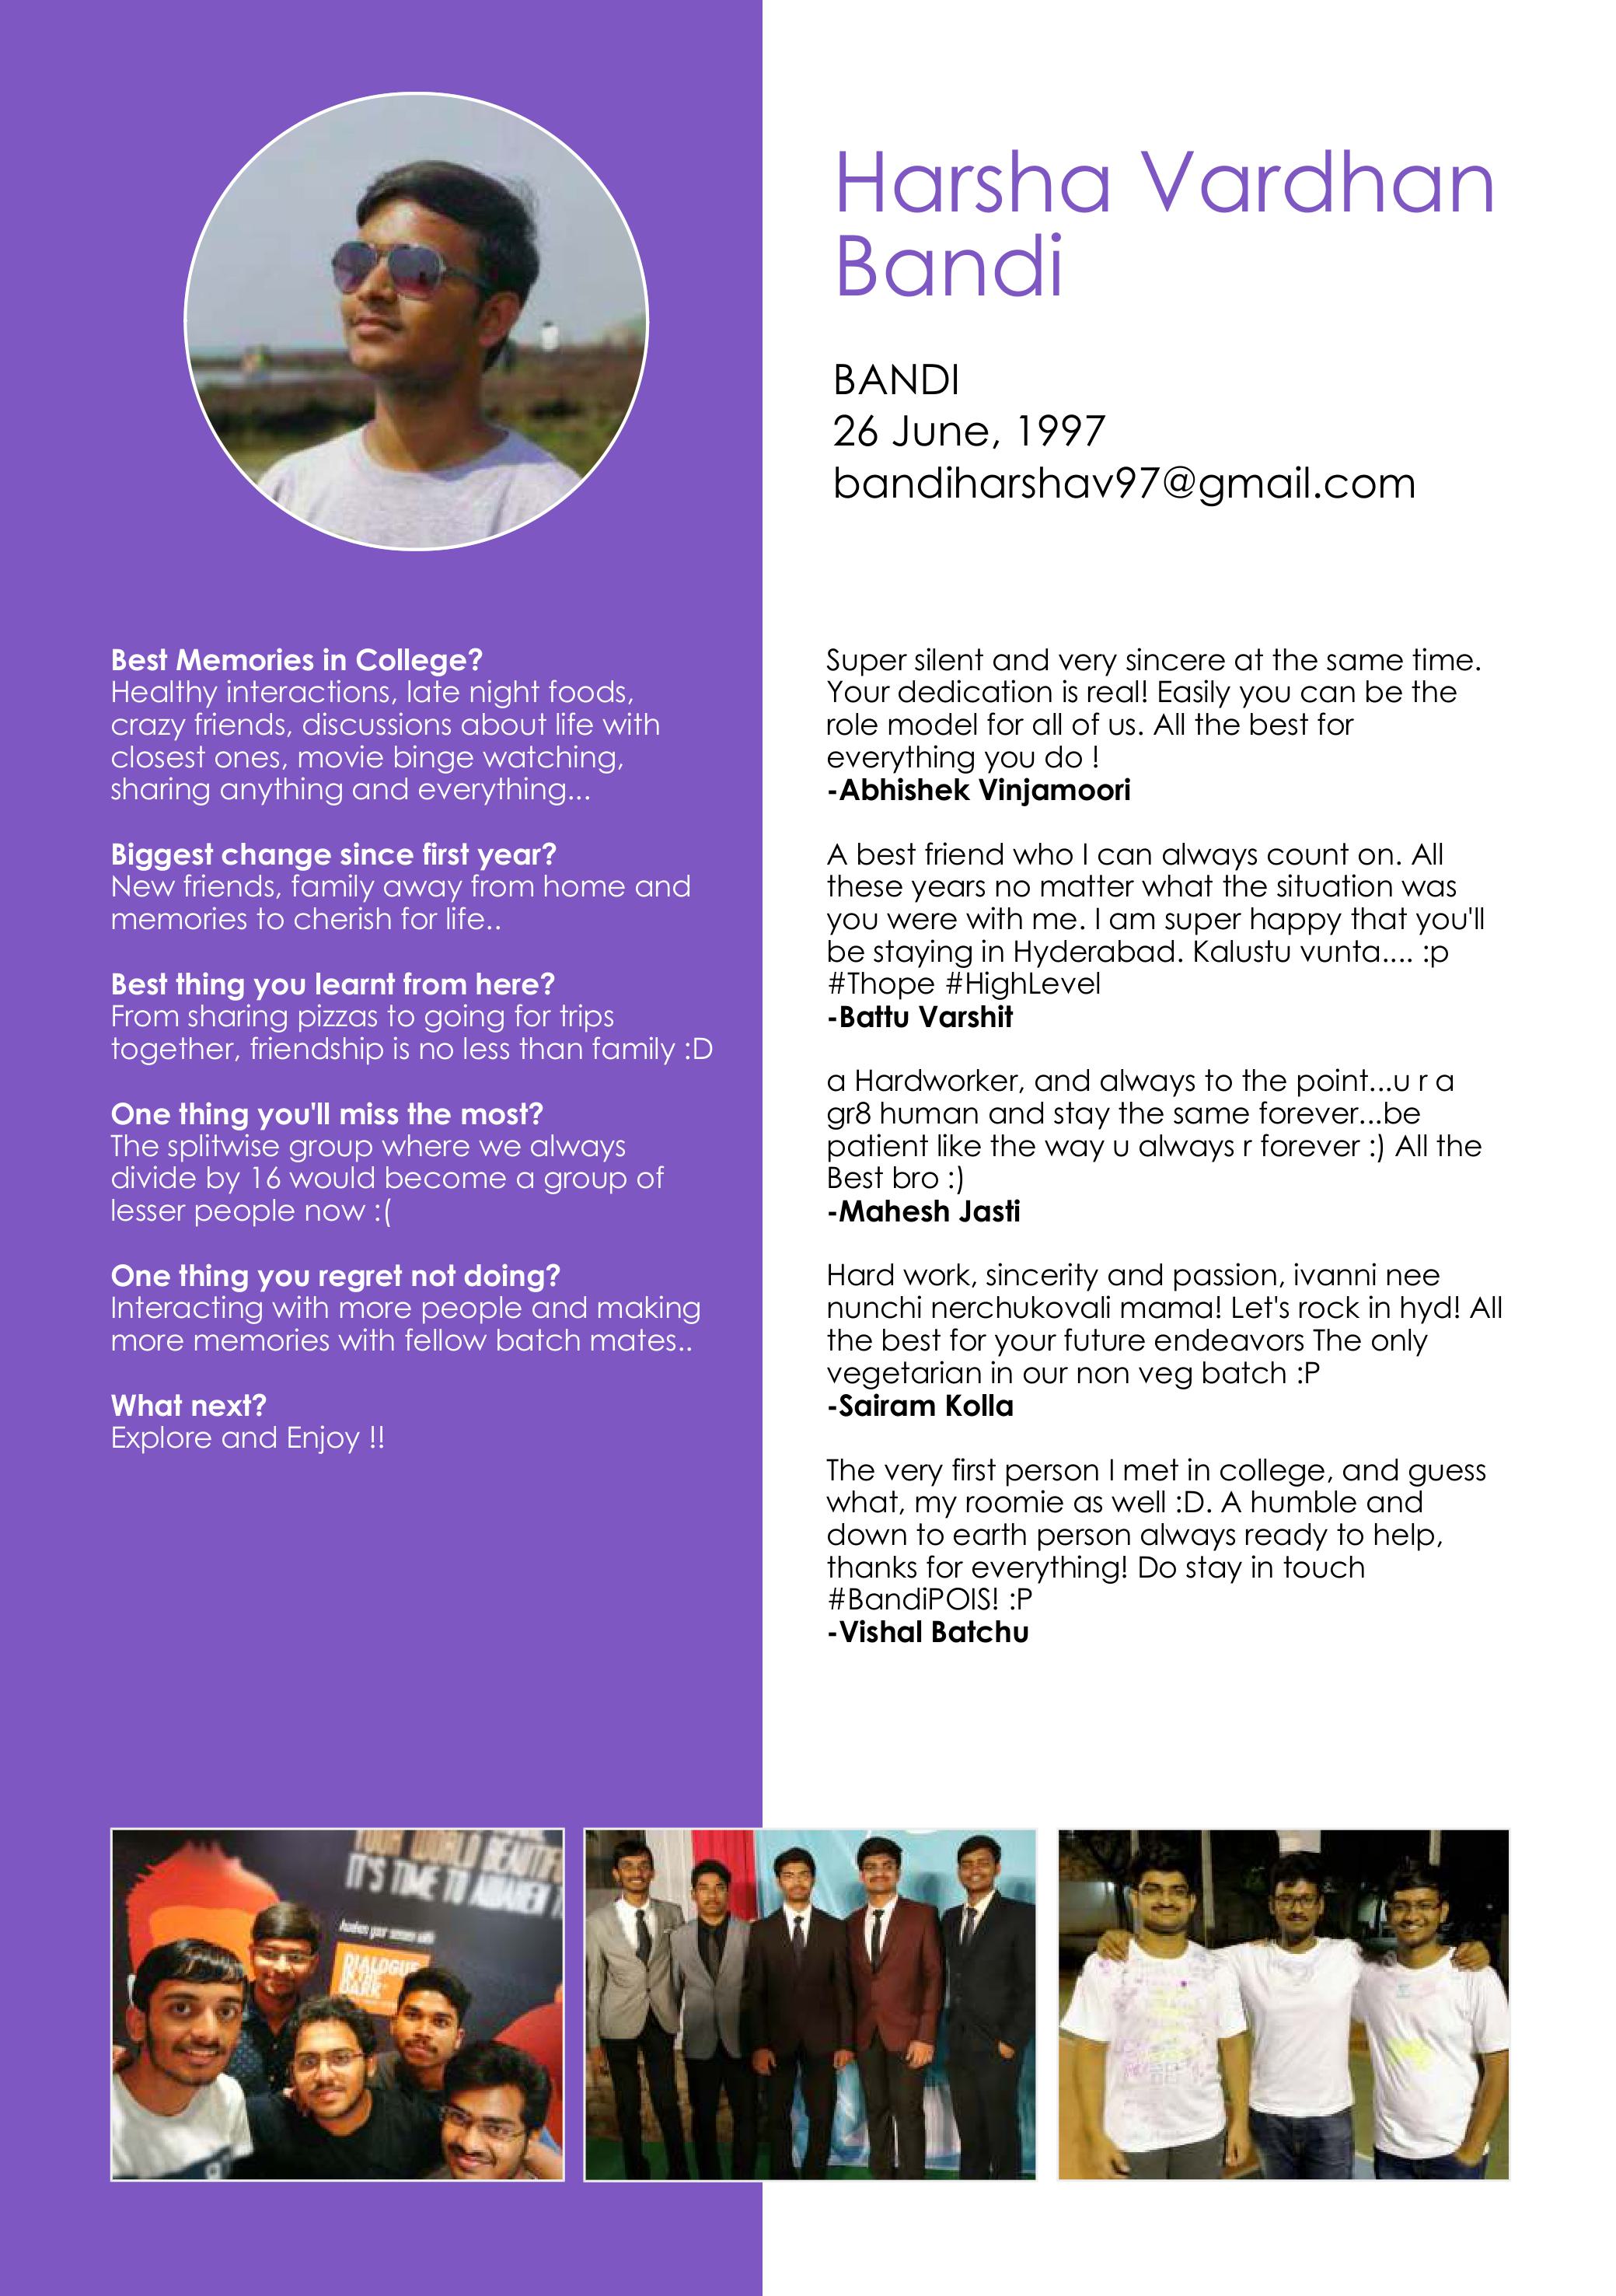 Harsha Vardhan
Bandi
BANDI
26 June, 1997
bandiharshav97@gmail.com
Best Memories in College?
Healthy interactions, late night foods,
crazy friends, discussions about life with
closest ones, movie binge watching,
sharing anything and everything...
Biggest change since first year?
New friends, family away from home and
memories to cherish for life..
Best thing you learnt from here?
From sharing pizzas to going for trips
together, friendship is no less than family :D
One thing you'll miss the most?
The splitwise group where we always
divide by 16 would become a group of
lesser people now :(
One thing you regret not doing?
Interacting with more people and making
more memories with fellow batch mates..
What next?
Explore and Enjoy !!
Super silent and very sincere at the same time.
Your dedication is real! Easily you can be the
role model for all of us. All the best for
everything you do !
-Abhishek Vinjamoori
A best friend who I can always count on. All
these years no matter what the situation was
you were with me. I am super happy that you'll
be staying in Hyderabad. Kalustu vunta.... :p
#Thope #HighLevel
-Battu Varshit
a Hardworker, and always to the point...u r a
gr8 human and stay the same forever...be
patient like the way u always r forever :) All the
Best bro :)
-Mahesh Jasti
Hard work, sincerity and passion, ivanni nee
nunchi nerchukovali mama! Let's rock in hyd! All
the best for your future endeavors The only
vegetarian in our non veg batch :P
-Sairam Kolla
The very first person I met in college, and guess
what, my roomie as well :D. A humble and
down to earth person always ready to help,
thanks for everything! Do stay in touch
#BandiPOIS! :P
-Vishal Batchu
WORLD
IT'S TIME TO AWAKEN
Awaken your senses with
DIALOGUE
IN THE
DARK